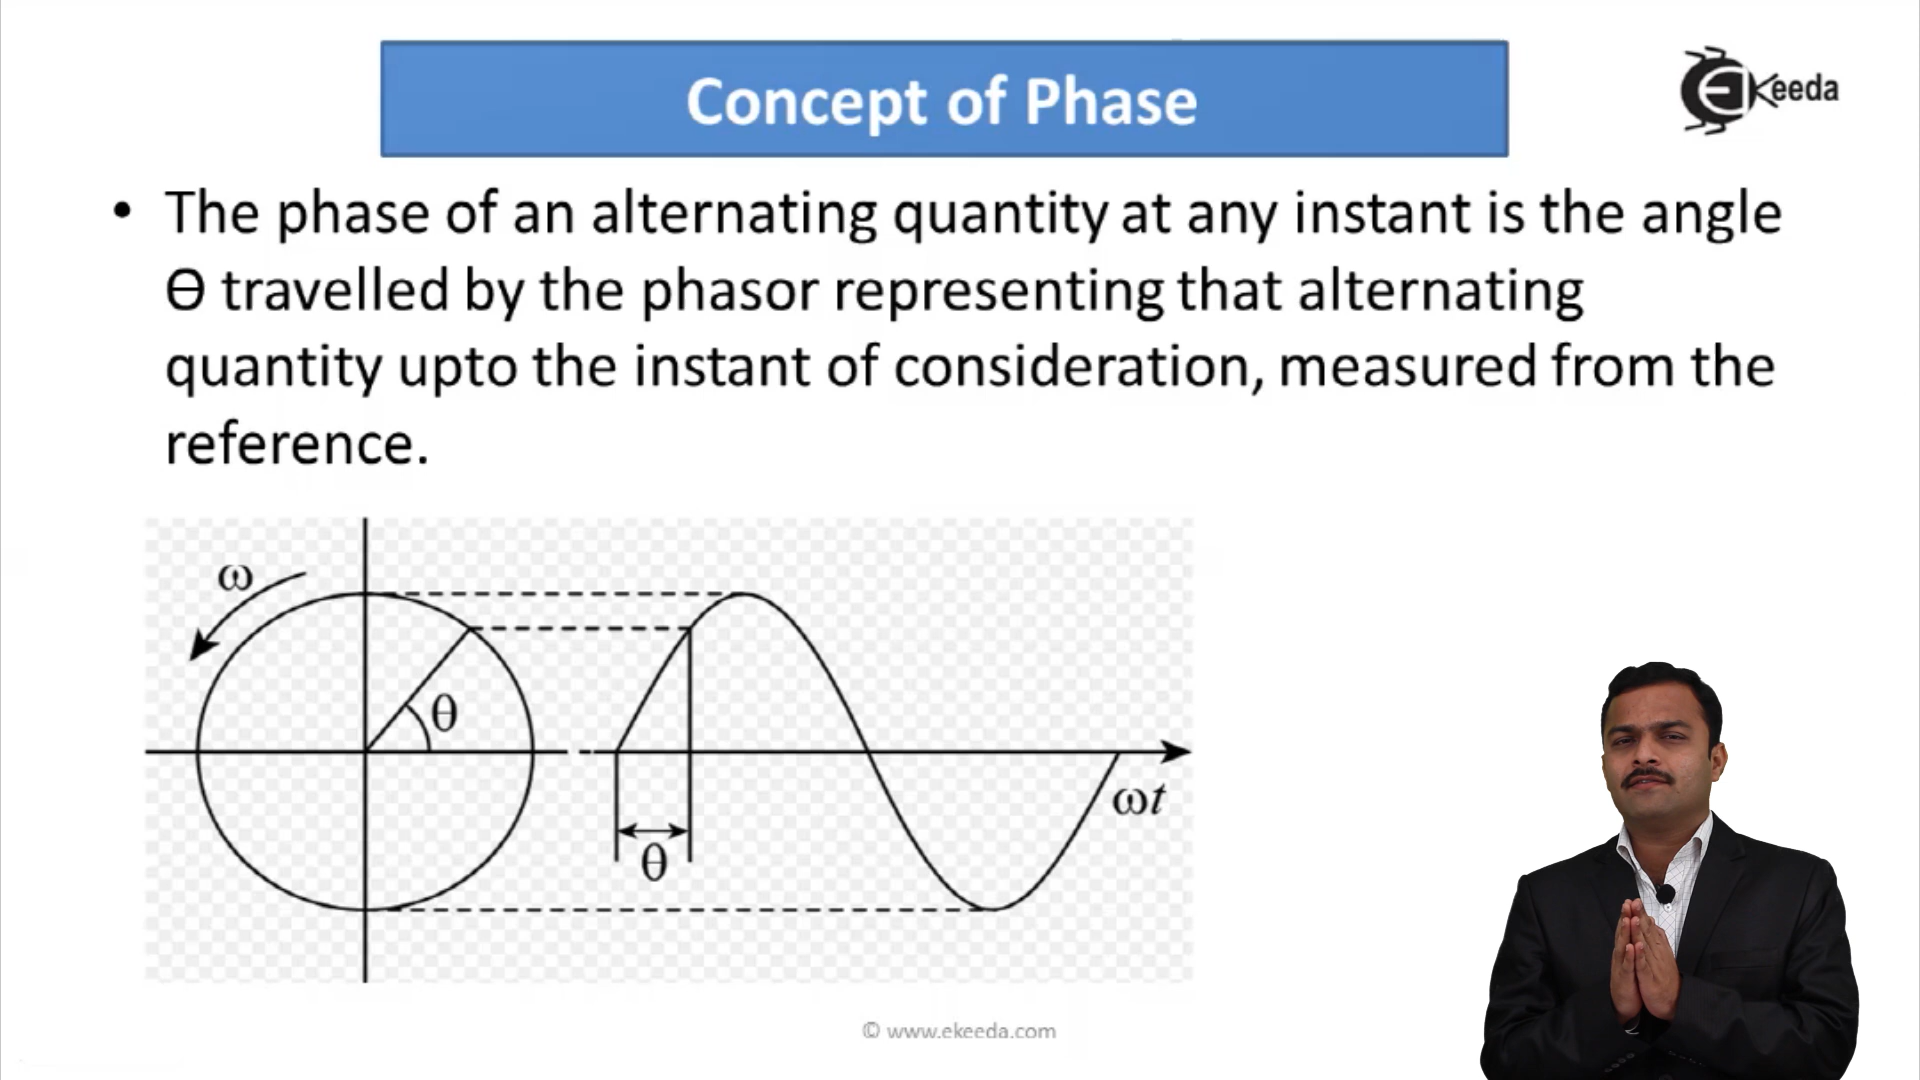 Concept of Phase
Ekeeda
• The phase of an alternating quantity at any instant is the angle
Ɵ travelled by the phasor representing that alternating
quantity upto the instant of consideration, measured from the
reference.
ω
θ
ωt
θ
© www.ekeeda.com